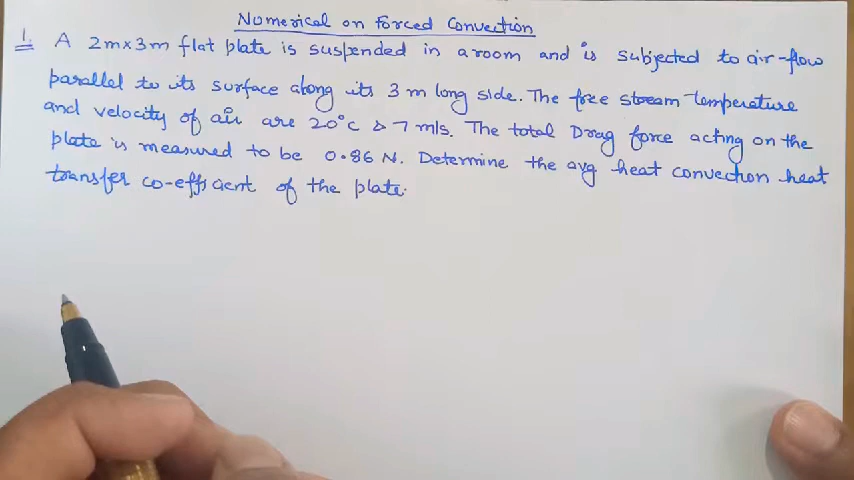 Numerical on Forced Convection
1. A 2m×3m flat plate is suspended in a room and is subjected to air-flow
parallel to its surface along its 3 m long side. The free stream temperature
and velocity of air are 20°c & 7 m/s. The total Drag force acting on the
plate is measured to be 0.86 N. Determine the avg heat convection heat
transfer co-efficient of the plate.